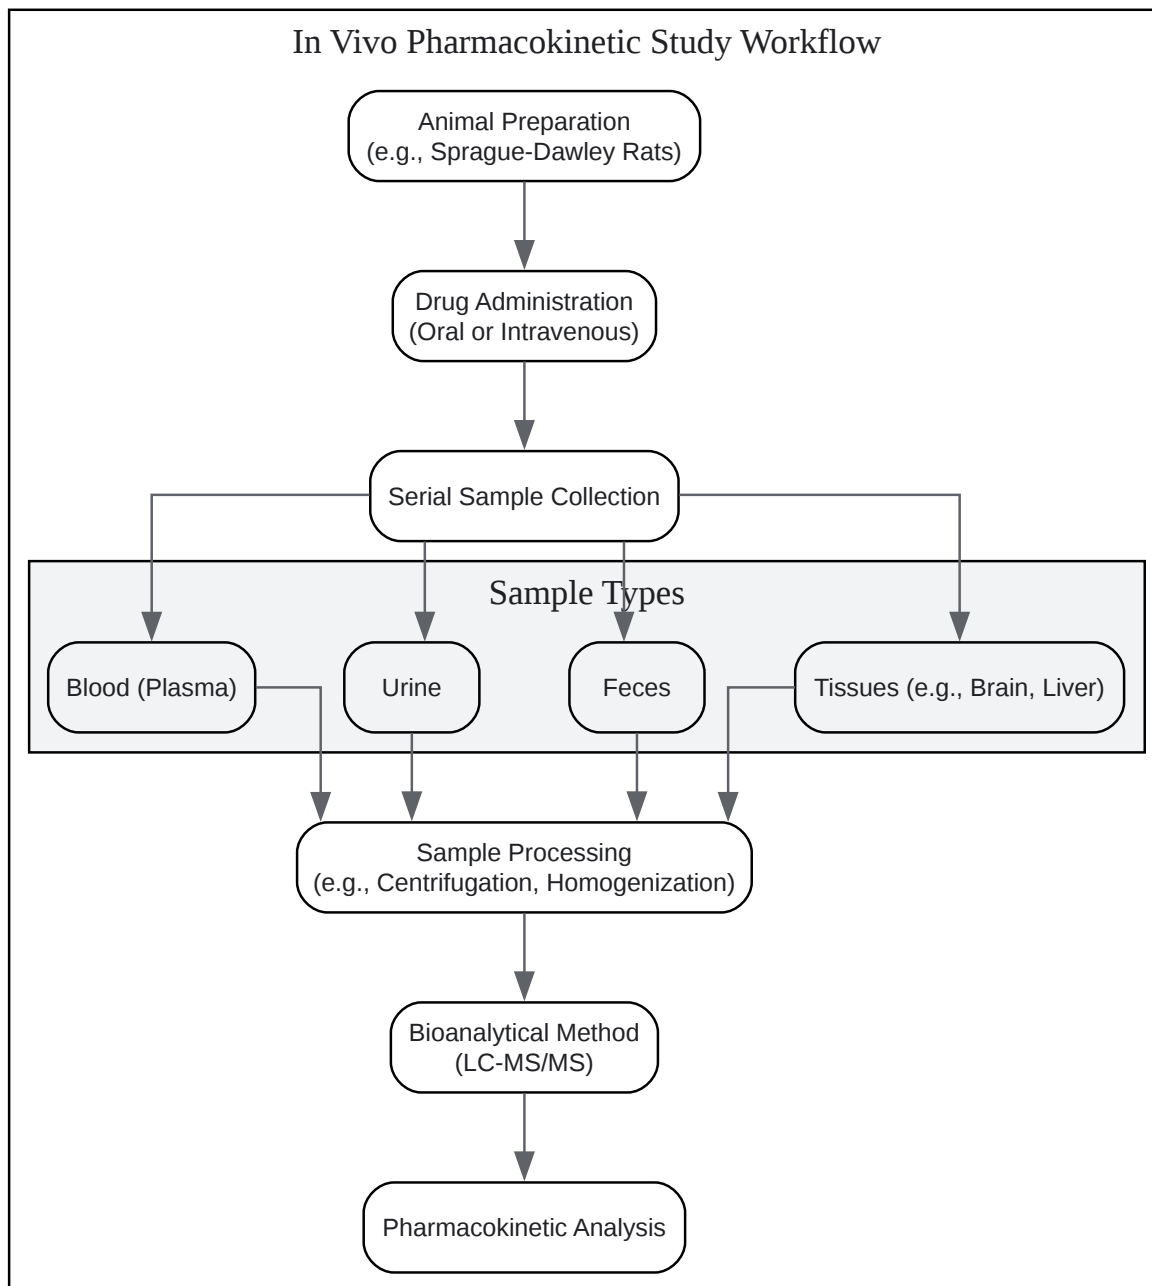 In Vivo Pharmacokinetic Study Workflow
Animal Preparation
(e.g., Sprague-Dawley Rats)
Drug Administration
(Oral or Intravenous)
Serial Sample Collection
Sample Types
Blood (Plasma)
Urine
Feces
Tissues (e.g., Brain, Liver)
Sample Processing
(e.g., Centrifugation, Homogenization)
Bioanalytical Method
(LC-MS/MS)
Pharmacokinetic Analysis